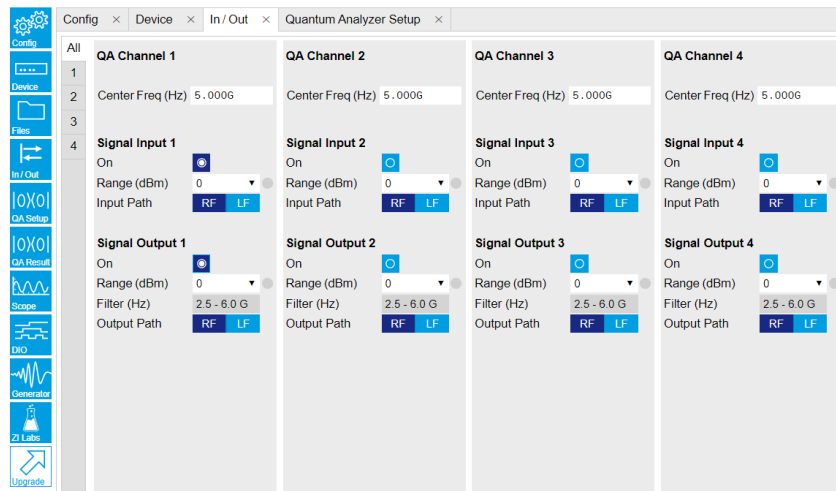 Config × Device × In / Out × Quantum Analyzer Setup ×
Config
Device
Files
In / Out
|0⟩⟨0|
QA Setup
|0⟩⟨0|
QA Result
Scope
DIO
Generator
ZI Labs
Upgrade
All
1
2
3
4
QA Channel 1
Center Freq (Hz) 5.000G
Signal Input 1
On
Range (dBm) 0
Input Path RF LF
Signal Output 1
On
Range (dBm) 0
Filter (Hz) 2.5 - 6.0 G
Output Path RF LF
QA Channel 2
Center Freq (Hz) 5.000G
Signal Input 2
On
Range (dBm) 0
Input Path RF LF
Signal Output 2
On
Range (dBm) 0
Filter (Hz) 2.5 - 6.0 G
Output Path RF LF
QA Channel 3
Center Freq (Hz) 5.000G
Signal Input 3
On
Range (dBm) 0
Input Path RF LF
Signal Output 3
On
Range (dBm) 0
Filter (Hz) 2.5 - 6.0 G
Output Path RF LF
QA Channel 4
Center Freq (Hz) 5.000G
Signal Input 4
On
Range (dBm) 0
Input Path RF LF
Signal Output 4
On
Range (dBm) 0
Filter (Hz) 2.5 - 6.0 G
Output Path RF LF